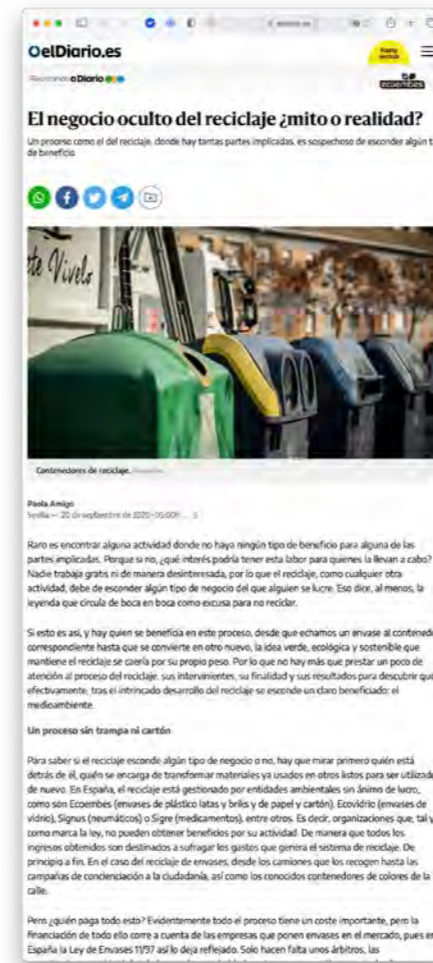 elDiario.es
Hazte
eDiario
ecoembes
El negocio oculto del reciclaje ¿mito o realidad?
Un proceso como el del reciclaje, donde hay tantas partes implicadas, es sospechoso de esconder algún t
de beneficio
te Vivelo
Contenedores de reciclaje.
Paola Amigo
Sevilla — 20 de septiembre de 2020
Raro es encontrar alguna actividad donde no haya ningún tipo de beneficio para alguna de las
partes implicadas. Porque si no, ¿qué interés podría tener esta labor para quienes la llevan a cabo?
Nadie trabaja gratis ni de manera desinteresada, por lo que el reciclaje, como cualquier otra
actividad, debe de esconder algún tipo de negocio del que alguien se lucre. Eso dice, al menos, la
leyenda que circula de boca en boca como excusa para no reciclar.
Si esto es así, y hay quien se beneficia en este proceso, desde que echamos un envase al contenedo
correspondiente hasta que se convierte en otro nuevo, la idea verde, ecológica y sostenible que
mantiene el reciclaje se caería por su propio peso. Por lo que no hay más que prestar un poco de
atención al proceso del reciclaje, sus intervinientes, su finalidad y sus resultados para descubrir que
efectivamente, tras el intrincado desarrollo del reciclaje se esconde un claro beneficiado: el
medioambiente.
Un proceso sin trampa ni cartón
Para saber si el reciclaje esconde algún tipo de negocio o no, hay que mirar primero quién está
detrás de él, quién se encarga de transformar materiales ya usados en otros listos para ser utilizado
de nuevo. En España, el reciclaje está gestionado por entidades ambientales sin ánimo de lucro,
como son Ecoembes (envases de plástico latas y briks y de papel y cartón), Ecovidrio (envases de
vidrio), Signus (neumáticos) o Sigre (medicamentos), entre otros. Es decir, organizaciones que, tal y
como marca la ley, no pueden obtener beneficios por su actividad. De manera que todos los
ingresos obtenidos son destinados a sufragar los gastos que genera el sistema de reciclaje. De
principio a fin. En el caso del reciclaje de envases, desde los camiones que los recogen hasta las
campañas de concienciación a la ciudadanía, así como los conocidos contenedores de colores de la
calle.
Pero ¿quién paga todo esto? Evidentemente todo el proceso tiene un coste importante, pero la
financiación de todo ello corre a cuenta de las empresas que ponen envases en el mercado, pues en
España la Ley de Envases 11/97 así lo deja reflejado. Solo hacen falta unos árbitros, las